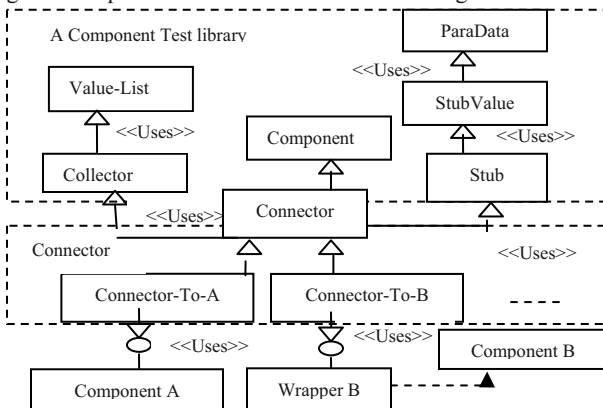 A Component Test library
ParaData
<<Uses>>
Value-List
StubValue
<<Uses>>
<<Uses>>
Component
Collector
Stub
<<Uses>>
Connector
Connector
<<Uses>>
Connector-To-A
Connector-To-B
<<Uses>>
<<Uses>>
Component B
Component A
Wrapper B